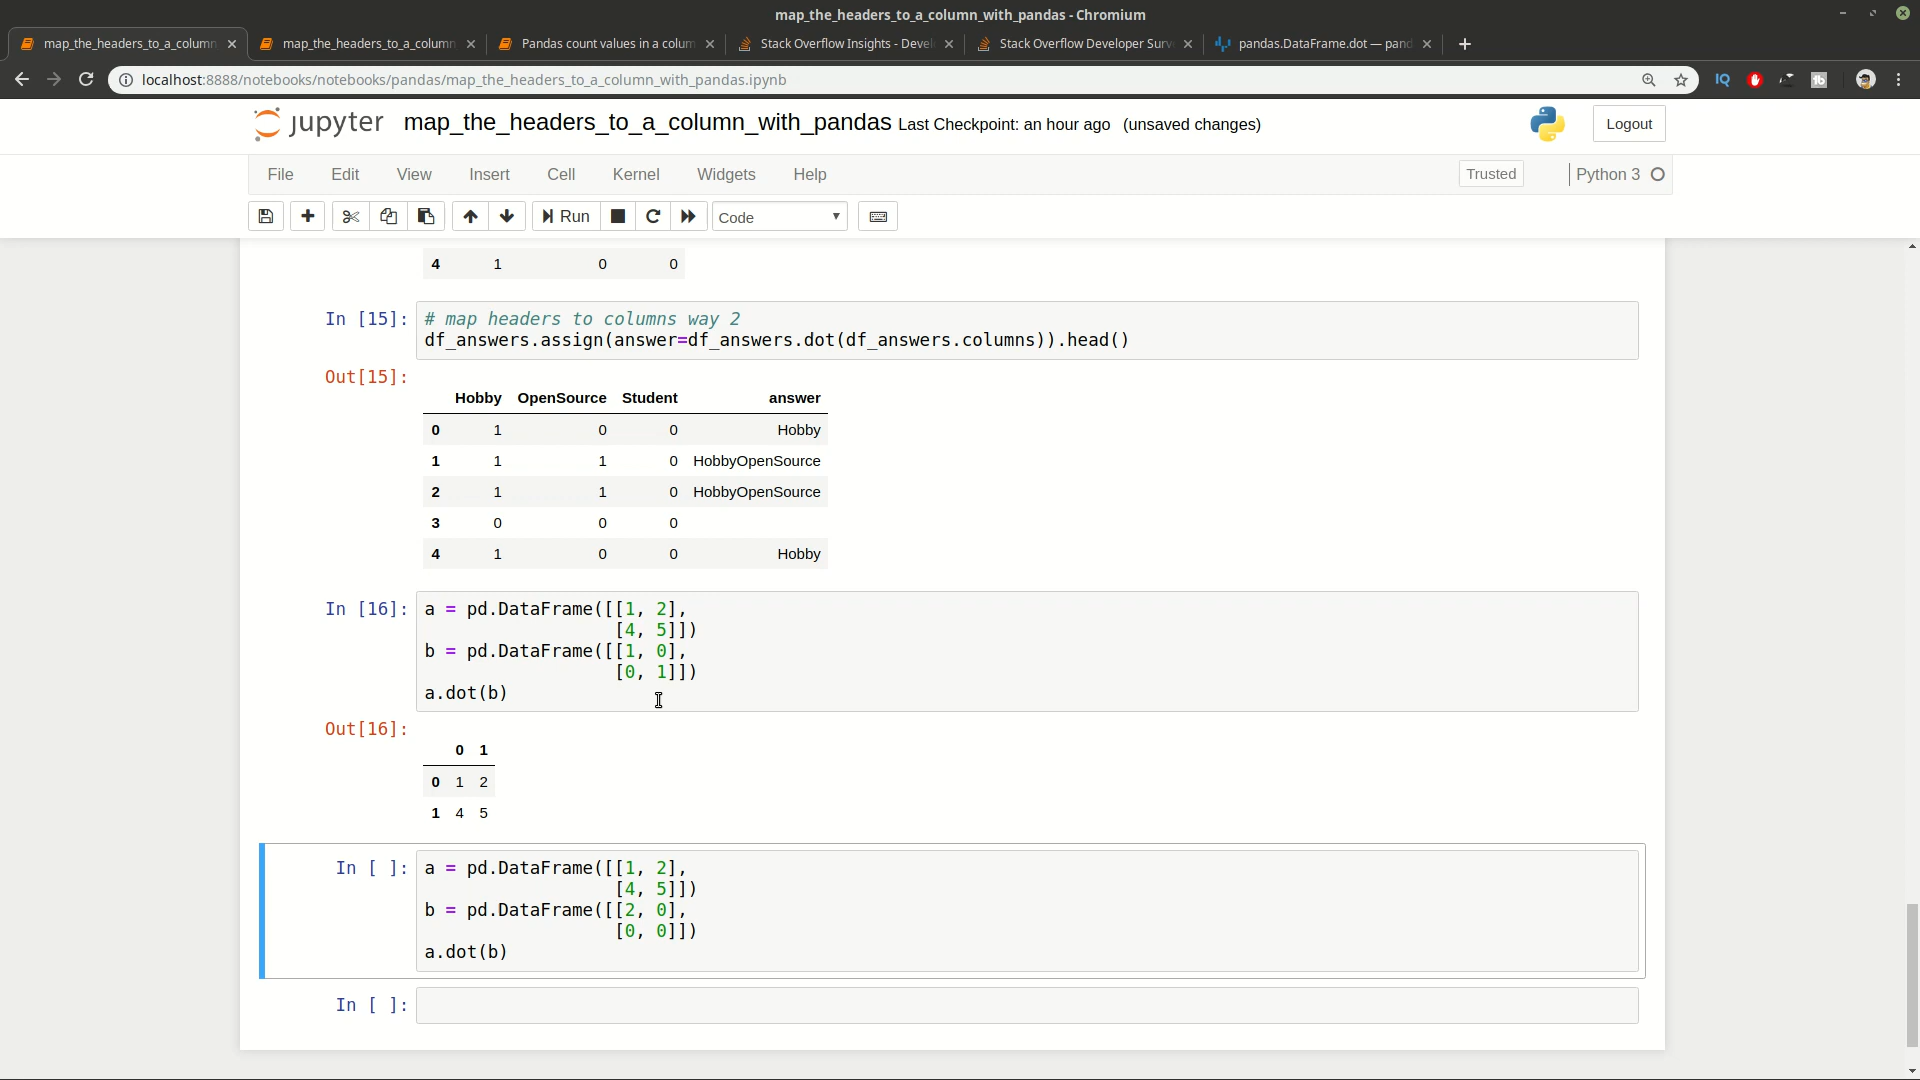 map_the_headers_to_a_column_with_pandas - Chromium
map_the_headers_to_a_column
map_the_headers_to_a_column
Pandas count values in a colum
Stack Overflow Insights - Devel
Stack Overflow Developer Surv
pandas.DataFrame.dot — pand
localhost:8888/notebooks/notebooks/pandas/map_the_headers_to_a_column_with_pandas.ipynb
IQ
tb
jupyter map_the_headers_to_a_column_with_pandas Last Checkpoint: an hour ago (unsaved changes)
Logout
File Edit View Insert Cell Kernel Widgets Help
Trusted
Python 3
Run
Code
4 1 0 0
In [15]: # map headers to columns way 2
df_answers.assign(answer=df_answers.dot(df_answers.columns)).head()
Out[15]:
Hobby OpenSource Student answer
0 1 0 0 Hobby
1 1 1 0 HobbyOpenSource
2 1 1 0 HobbyOpenSource
3 0 0 0
4 1 0 0 Hobby
In [16]: a = pd.DataFrame([[1, 2],
[4, 5]])
b = pd.DataFrame([[1, 0],
[0, 1]])
a.dot(b)
Out[16]:
0 1
0 1 2
1 4 5
In [ ]: a = pd.DataFrame([[1, 2],
[4, 5]])
b = pd.DataFrame([[2, 0],
[0, 0]])
a.dot(b)
In [ ]: